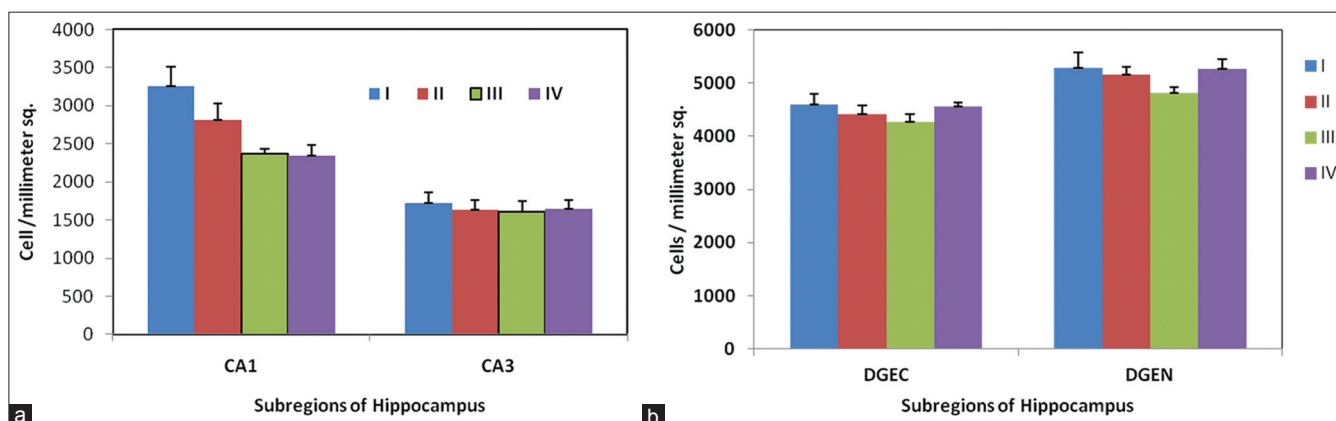 4000
3500
3000
2500
2000
1500
1000
500
0
Cell /millimeter sq.
I II III IV
CA1 CA3
Subregions of Hippocampus
a
6000
5000
4000
3000
2000
1000
0
Cells / millimeter sq.
DGEC DGEN
Subregions of Hippocampus
I
II
III
IV
b